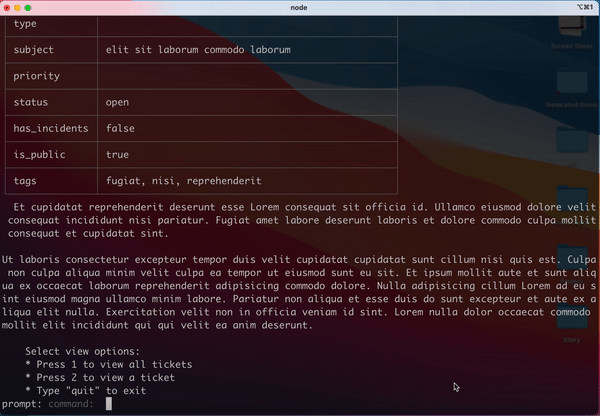 node
⌥⌘1
type
subject elit sit laborum commodo laborum
priority
status open
has_incidents false
is_public true
tags fugiat, nisi, reprehenderit
Et cupidatat reprehenderit deserunt esse Lorem consequat sit officia id. Ullamco eiusmod dolore velit
consequat incididunt nisi pariatur. Fugiat amet labore deserunt laboris et dolore commodo culpa mollit
consequat et cupidatat sint.
Ut laboris consectetur excepteur tempor duis velit cupidatat cupidatat sunt cillum nisi quis est. Culpa
non culpa aliqua minim velit culpa ea tempor ut eiusmod sunt eu sit. Et ipsum mollit aute et sunt aliq
ua ex occaecat laborum reprehenderit adipisicing commodo dolore. Nulla adipisicing cillum Lorem ad eu s
int eiusmod magna ullamco minim labore. Pariatur non aliqua et esse duis do sunt excepteur et aute ex a
liqua elit nulla. Exercitation velit non in officia veniam id sint. Lorem nulla dolor occaecat commodo
mollit elit incididunt qui qui velit ea anim deserunt.
Select view options:
* Press 1 to view all tickets
* Press 2 to view a ticket
* Type "quit" to exit
prompt: command:
Story